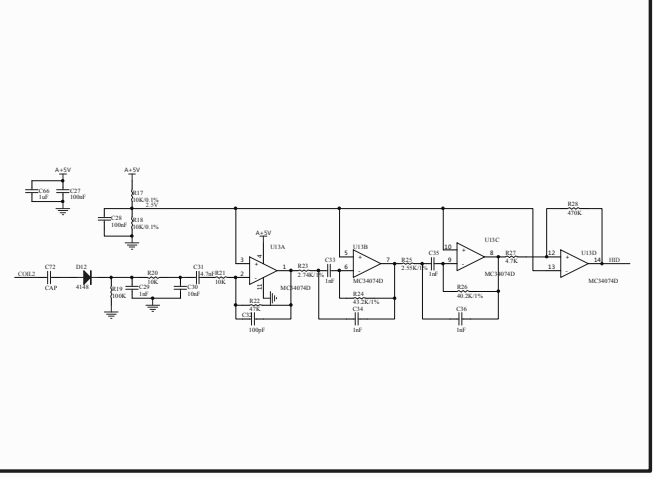 A+5V
C66
1uF
C27
100nF
A+5V
R17
10K/0.1%
2.5V
C28
100nF
R18
10K/0.1%
COIL2
C72
CAP
D12
4148
R19
100K
C29
1nF
R20
10K
C30
10nF
C31
4.7nF
R21
10K
A+5V
U13A
3
2
4
11
1
MC34074D
R22
47K
C32
100pF
R23
2.74K/1%
C33
1nF
U13B
5
6
7
MC34074D
R24
43.2K/1%
C34
1nF
R25
2.55K/1%
C35
1nF
U13C
10
9
8
MC34074D
R26
40.2K/1%
C36
1nF
R27
4.7K
R28
470K
12
13
U13D
14
HID
MC34074D